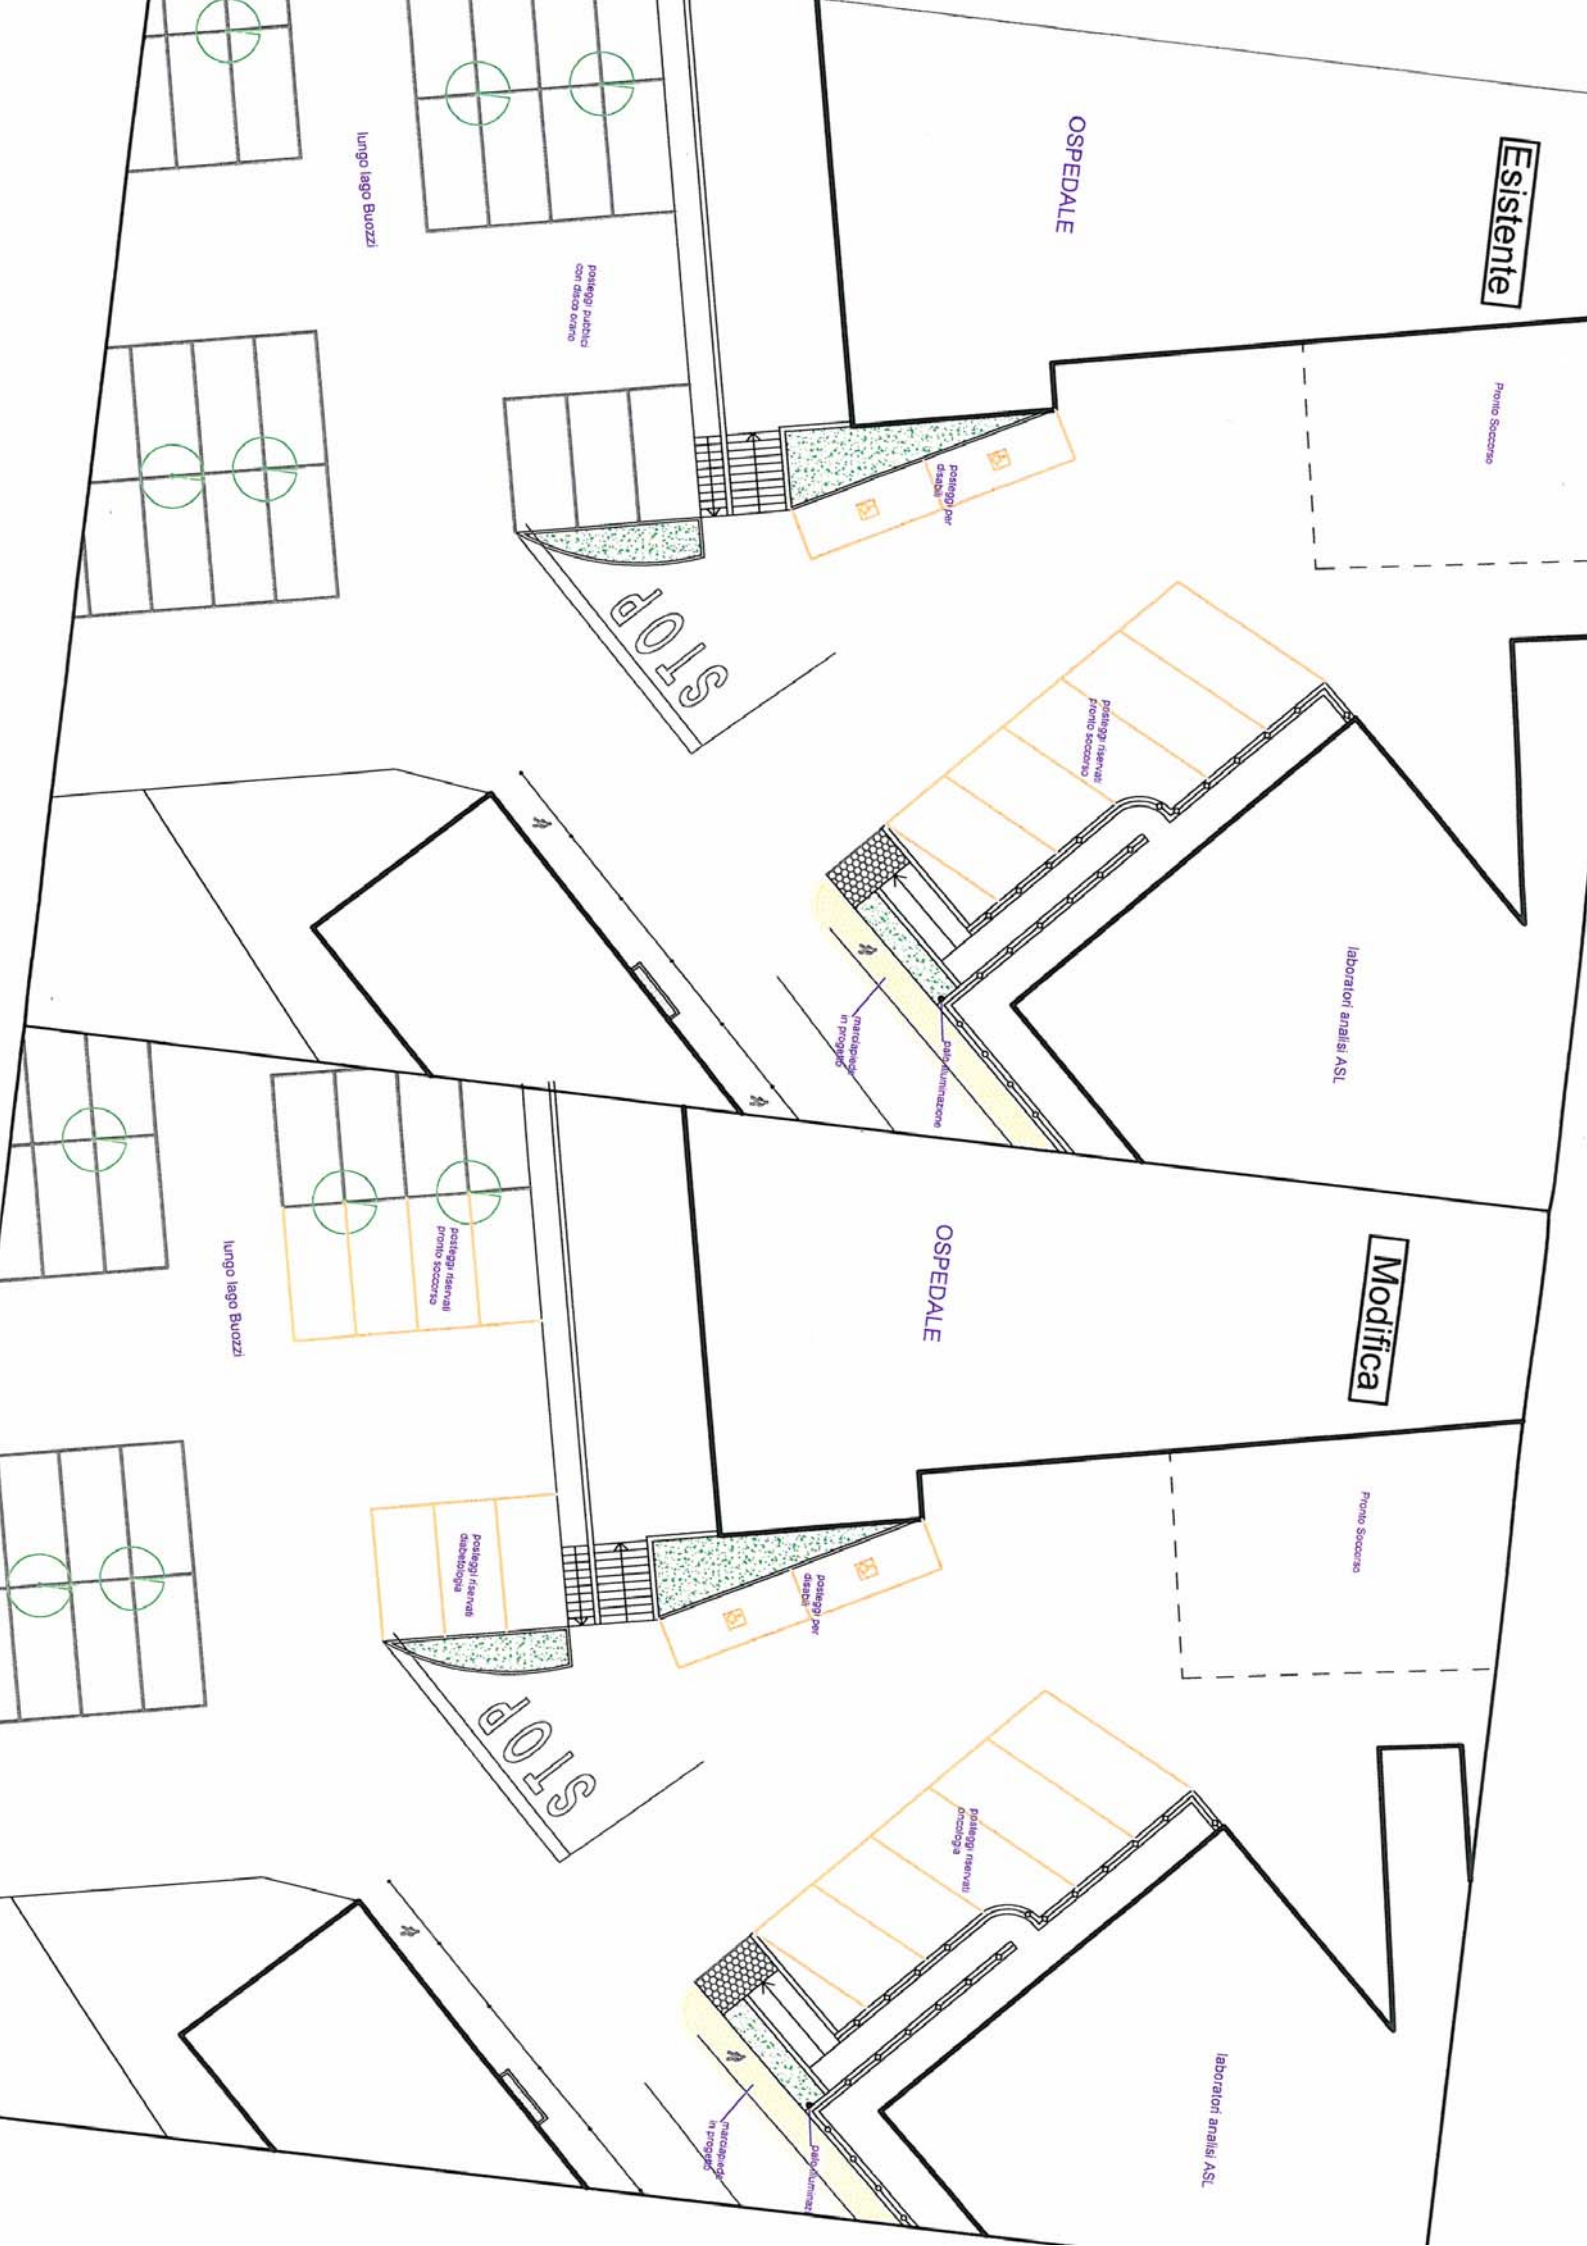 Esistente
OSPEDALE
Pronto Soccorso
lungo lago Buozzi
posteggi pubblici
con disco orario
posteggi per
disabili
STOP
posteggi riservati
pronto soccorso
laboratori analisi ASL
marciapiede
in progetto
palo illuminazione
Modifica
OSPEDALE
Pronto Soccorso
lungo lago Buozzi
posteggi riservati
pronto soccorso
posteggi riservati
diabetologia
posteggi per
disabili
STOP
posteggi riservati
oncologia
laboratori analisi ASL
marciapiede
in progetto
palo illuminaz